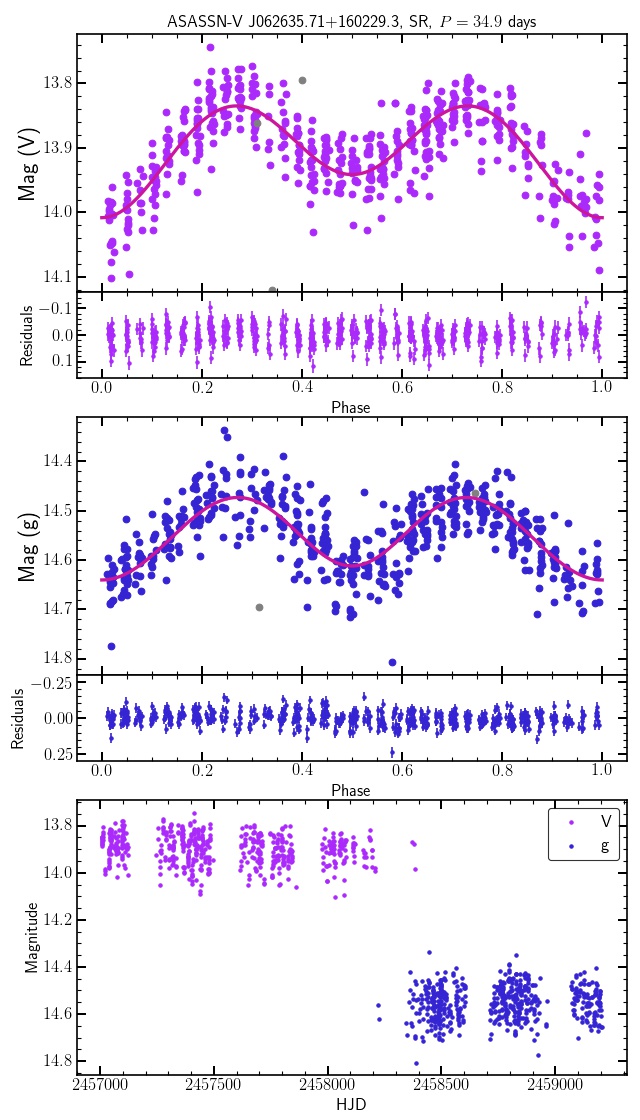 ASASSN-V J062635.71+160229.3, SR, P = 34.9 days
Mag (V)
13.8
13.9
14.0
14.1
Residuals
−0.1
0.0
0.1
0.0 0.2 0.4 0.6 0.8 1.0
Phase
Mag (g)
14.4
14.5
14.6
14.7
14.8
Residuals
−0.25
0.00
0.25
0.0 0.2 0.4 0.6 0.8 1.0
Phase
Magnitude
13.8
14.0
14.2
14.4
14.6
14.8
V
g
2457000 2457500 2458000 2458500 2459000
HJD